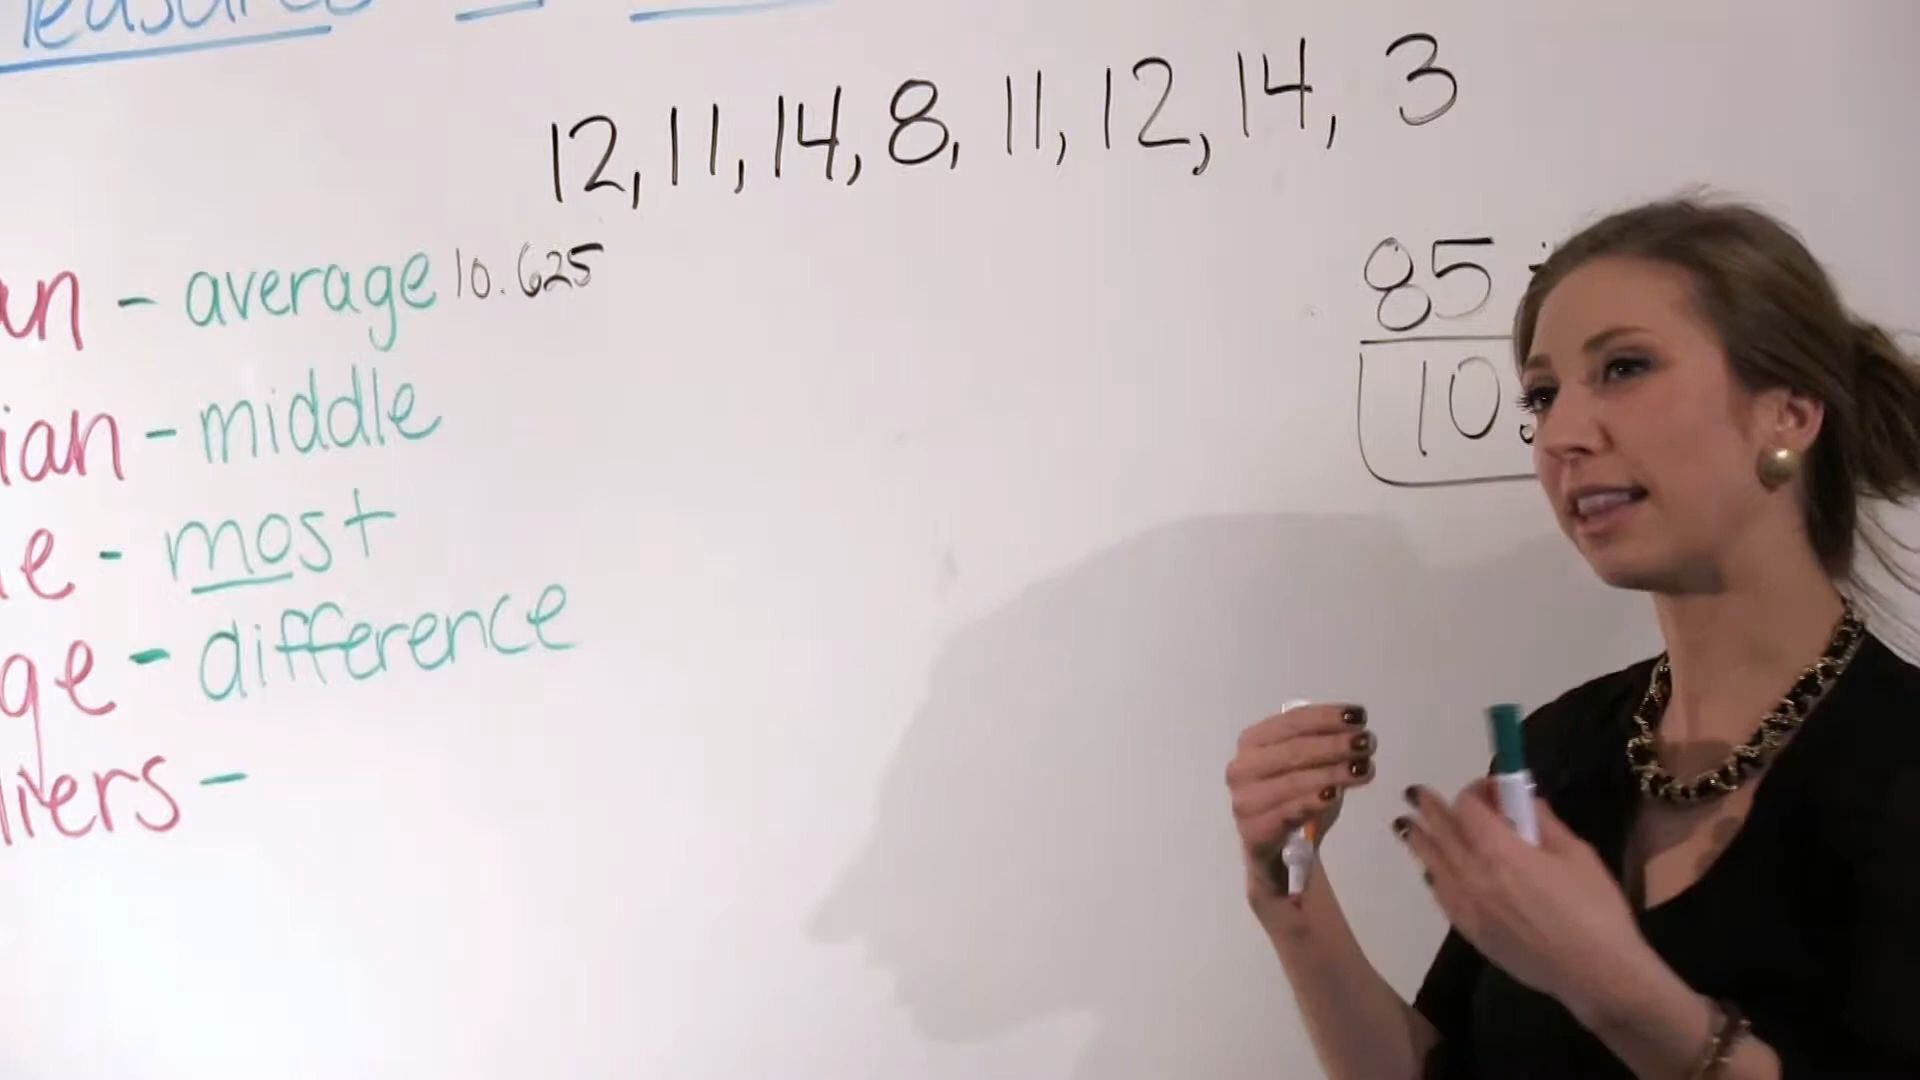 easures
12, 11, 14, 8, 11, 12, 14, 3
an - average 10.625
ian - middle
e - most
ge - difference
liers -
85
10.